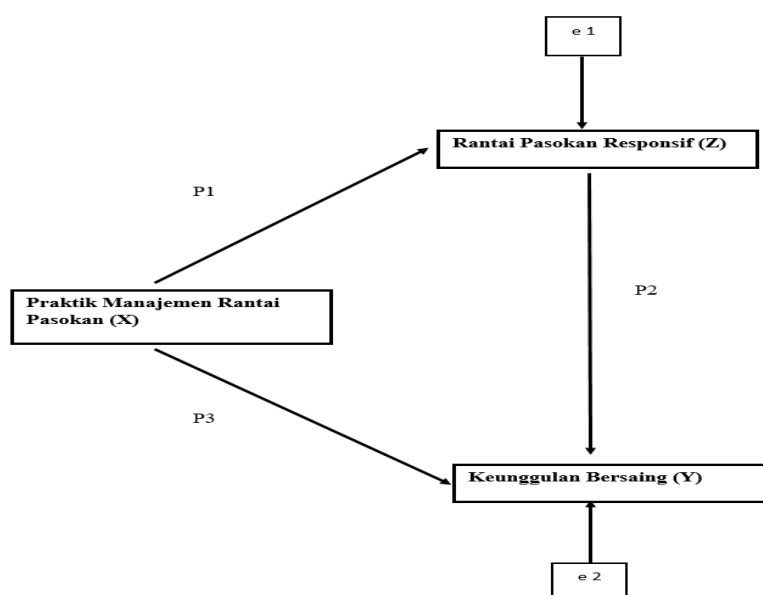 e 1
Rantai Pasokan Responsif (Z)
P1
P2
Praktik Manajemen Rantai
Pasokan (X)
P3
Keunggulan Bersaing (Y)
e 2